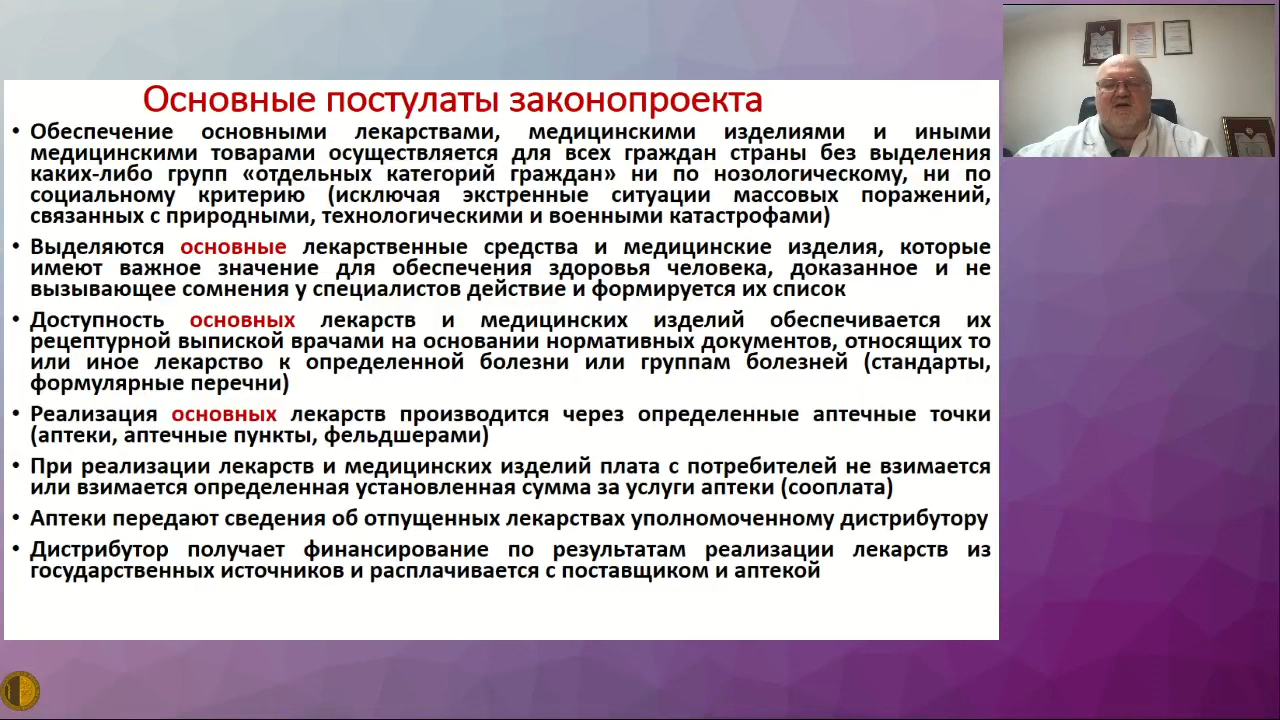 Основные постулаты законопроекта
• Обеспечение основными лекарствами, медицинскими изделиями и иными
медицинскими товарами осуществляется для всех граждан страны без выделения
каких-либо групп «отдельных категорий граждан» ни по нозологическому, ни по
социальному критерию (исключая экстренные ситуации массовых поражений,
связанных с природными, технологическими и военными катастрофами)
• Выделяются основные лекарственные средства и медицинские изделия, которые
имеют важное значение для обеспечения здоровья человека, доказанное и не
вызывающее сомнения у специалистов действие и формируется их список
• Доступность основных лекарств и медицинских изделий обеспечивается их
рецептурной выпиской врачами на основании нормативных документов, относящих то
или иное лекарство к определенной болезни или группам болезней (стандарты,
формулярные перечни)
• Реализация основных лекарств производится через определенные аптечные точки
(аптеки, аптечные пункты, фельдшерами)
• При реализации лекарств и медицинских изделий плата с потребителей не взимается
или взимается определенная установленная сумма за услуги аптеки (сооплата)
• Аптеки передают сведения об отпущенных лекарствах уполномоченному дистрибутору
• Дистрибутор получает финансирование по результатам реализации лекарств из
государственных источников и расплачивается с поставщиком и аптекой